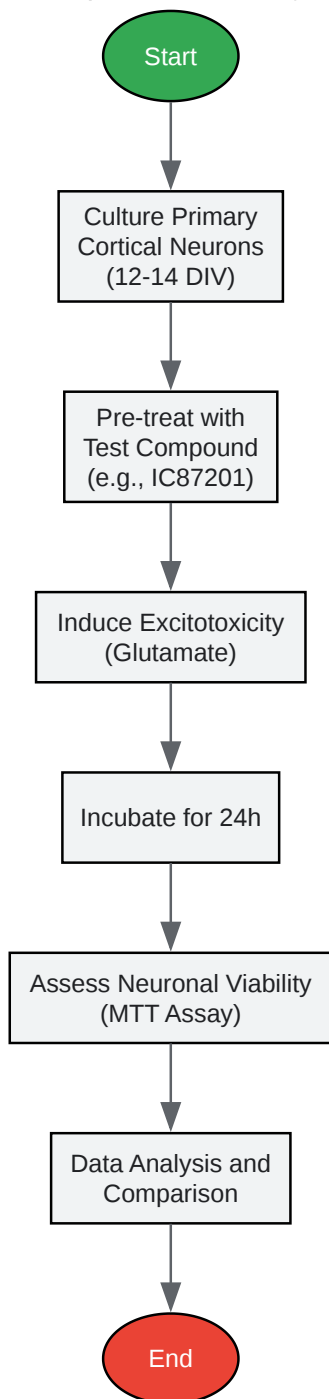 Start
Culture Primary
Cortical Neurons
(12-14 DIV)
Pre-treat with
Test Compound
(e.g., IC87201)
Induce Excitotoxicity
(Glutamate)
Incubate for 24h
Assess Neuronal Viability
(MTT Assay)
Data Analysis and
Comparison
End